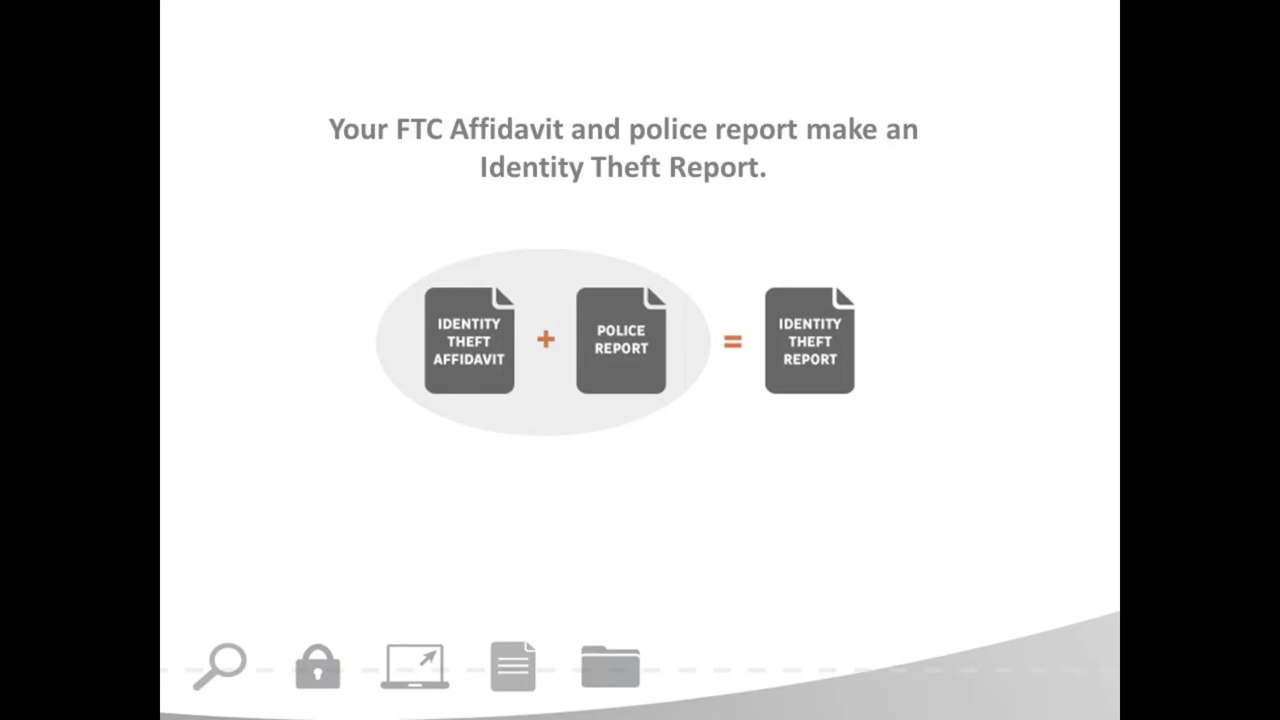 Your FTC Affidavit and police report make an
Identity Theft Report.
IDENTITY
THEFT
AFFIDAVIT
+
POLICE
REPORT
=
IDENTITY
THEFT
REPORT